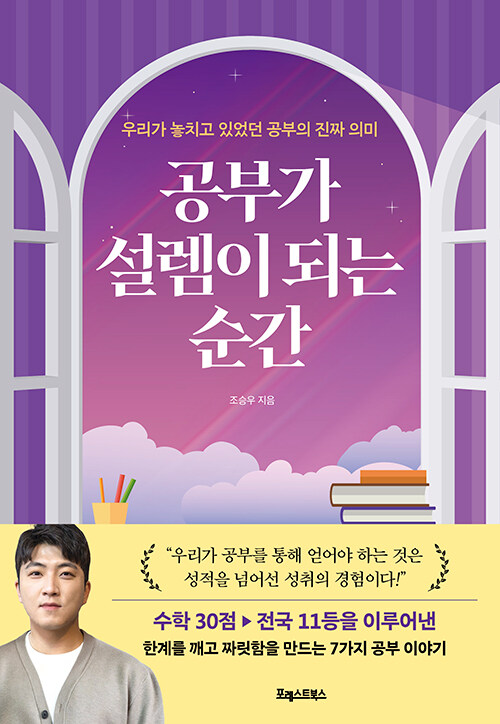 우리가 놓치고 있었던 공부의 진짜 의미
공부가
설렘이 되는
순간
조승우 지음
“우리가 공부를 통해 얻어야 하는 것은
성적을 넘어선 성취의 경험이다!”
수학 30점 ▶ 전국 11등을 이루어낸
한계를 깨고 짜릿함을 만드는 7가지 공부 이야기
포레스트북스